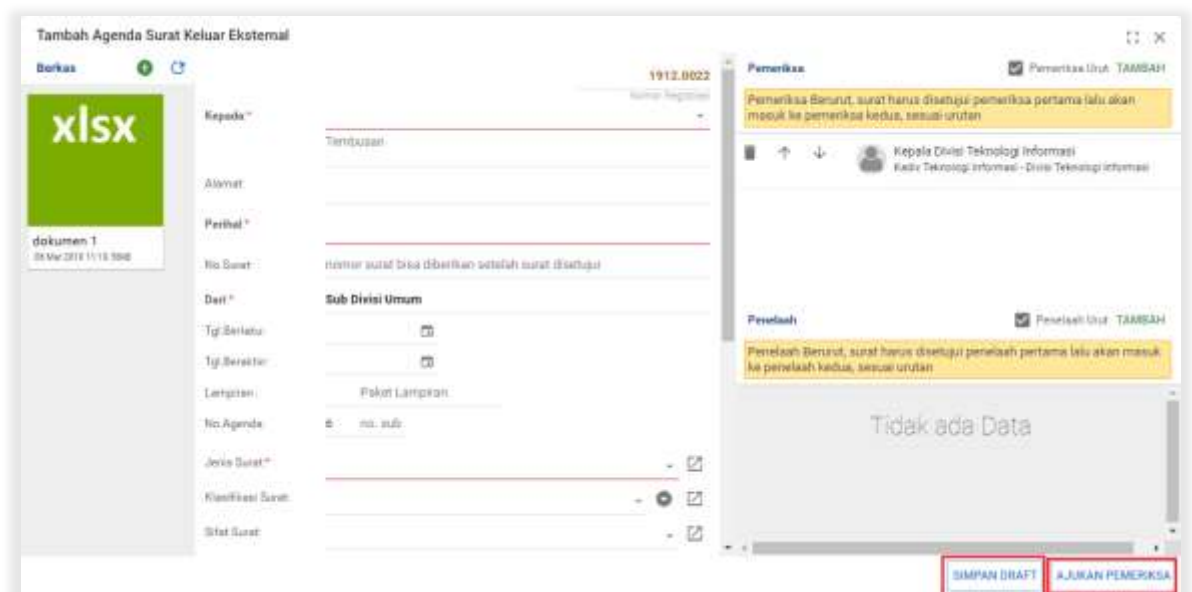 Tambah Agenda Surat Keluar Eksternal
Berkas
xlsx
dokumen 1
1912.0022
Nomor Registrasi
Kepada *
Tembusan
Alamat
Perihal *
No.Surat
nomor surat bisa diberikan setelah surat disetujui
Dari *
Sub Divisi Umum
Tgl.Berlaku
Tgl.Berakhir
Lampiran
Paket Lampiran
No.Agenda
no. sub
Jenis Surat *
Klasifikasi Surat
Sifat Surat
Pemeriksa
Pemeriksa Urut TAMBAH
Pemeriksa Berurut, surat harus disetujui pemeriksa pertama lalu akan
masuk ke pemeriksa kedua, sesuai urutan
Kepala Divisi Teknologi Informasi
Kadiv Teknologi Informasi - Divisi Teknologi Informasi
Penelaah
Penelaah Urut TAMBAH
Penelaah Berurut, surat harus disetujui penelaah pertama lalu akan masuk
ke penelaah kedua, sesuai urutan
Tidak ada Data
SIMPAN DRAFT
AJUKAN PEMERIKSA